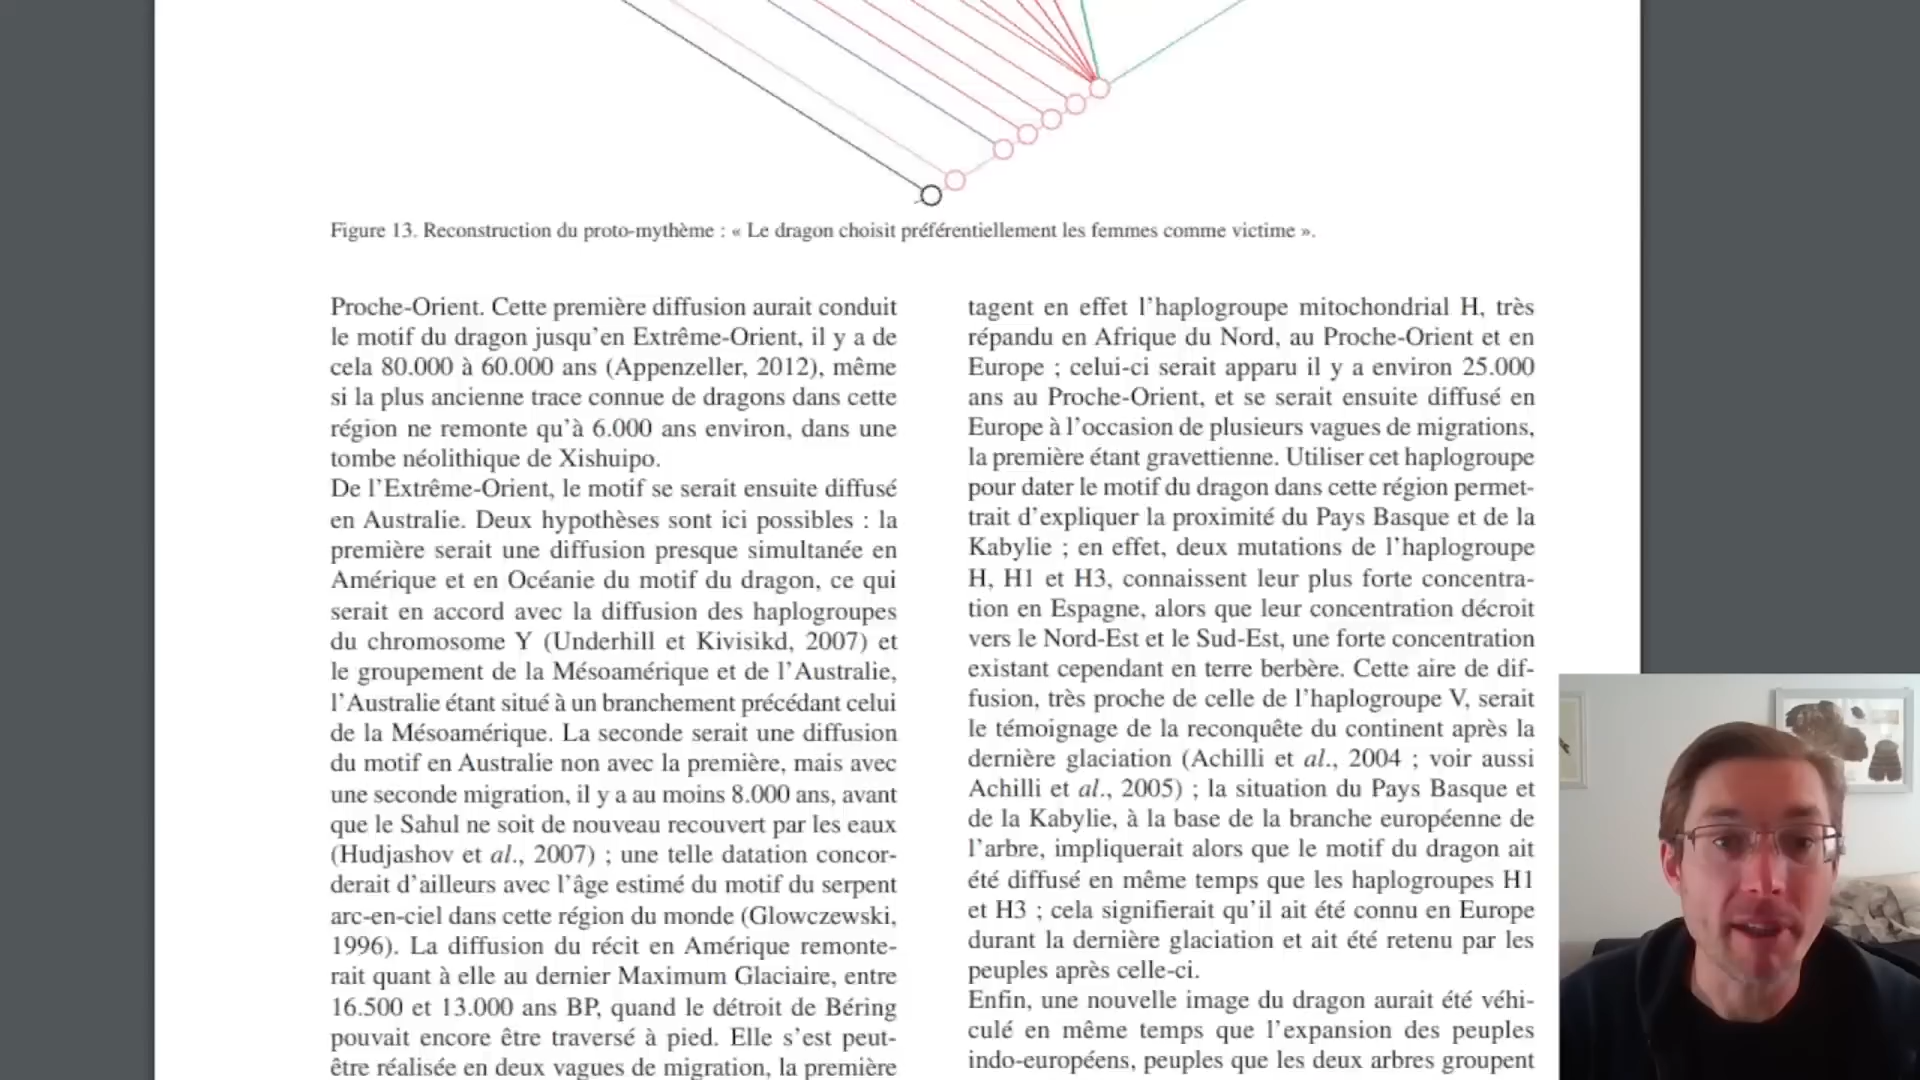 Figure 13. Reconstruction du proto-mythème : « Le dragon choisit préférentiellement les femmes comme victime ».
Proche-Orient. Cette première diffusion aurait conduit
le motif du dragon jusqu'en Extrême-Orient, il y a de
cela 80.000 à 60.000 ans (Appenzeller, 2012), même
si la plus ancienne trace connue de dragons dans cette
région ne remonte qu'à 6.000 ans environ, dans une
tombe néolithique de Xishuipo.
De l'Extrême-Orient, le motif se serait ensuite diffusé
en Australie. Deux hypothèses sont ici possibles : la
première serait une diffusion presque simultanée en
Amérique et en Océanie du motif du dragon, ce qui
serait en accord avec la diffusion des haplogroupes
du chromosome Y (Underhill et Kivisikd, 2007) et
le groupement de la Mésoamérique et de l'Australie,
l'Australie étant situé à un branchement précédant celui
de la Mésoamérique. La seconde serait une diffusion
du motif en Australie non avec la première, mais avec
une seconde migration, il y a au moins 8.000 ans, avant
que le Sahul ne soit de nouveau recouvert par les eaux
(Hudjashov et al., 2007) ; une telle datation concor-
derait d'ailleurs avec l'âge estimé du motif du serpent
arc-en-ciel dans cette région du monde (Glowczewski,
1996). La diffusion du récit en Amérique remonte-
rait quant à elle au dernier Maximum Glaciaire, entre
16.500 et 13.000 ans BP, quand le détroit de Béring
pouvait encore être traversé à pied. Elle s'est peut-
être réalisée en deux vagues de migration, la première
tagent en effet l'haplogroupe mitochondrial H, très
répandu en Afrique du Nord, au Proche-Orient et en
Europe ; celui-ci serait apparu il y a environ 25.000
ans au Proche-Orient, et se serait ensuite diffusé en
Europe à l'occasion de plusieurs vagues de migrations,
la première étant gravettienne. Utiliser cet haplogroupe
pour dater le motif du dragon dans cette région permet-
trait d'expliquer la proximité du Pays Basque et de la
Kabylie ; en effet, deux mutations de l'haplogroupe
H, H1 et H3, connaissent leur plus forte concentra-
tion en Espagne, alors que leur concentration décroit
vers le Nord-Est et le Sud-Est, une forte concentration
existant cependant en terre berbère. Cette aire de dif-
fusion, très proche de celle de l'haplogroupe V, serait
le témoignage de la reconquête du continent après la
dernière glaciation (Achilli et al., 2004 ; voir aussi
Achilli et al., 2005) ; la situation du Pays Basque et
de la Kabylie, à la base de la branche européenne de
l'arbre, impliquerait alors que le motif du dragon ait
été diffusé en même temps que les haplogroupes H1
et H3 ; cela signifierait qu'il ait été connu en Europe
durant la dernière glaciation et ait été retenu par les
peuples après celle-ci.
Enfin, une nouvelle image du dragon aurait été véhi-
culé en même temps que l'expansion des peuples
indo-européens, peuples que les deux arbres groupent